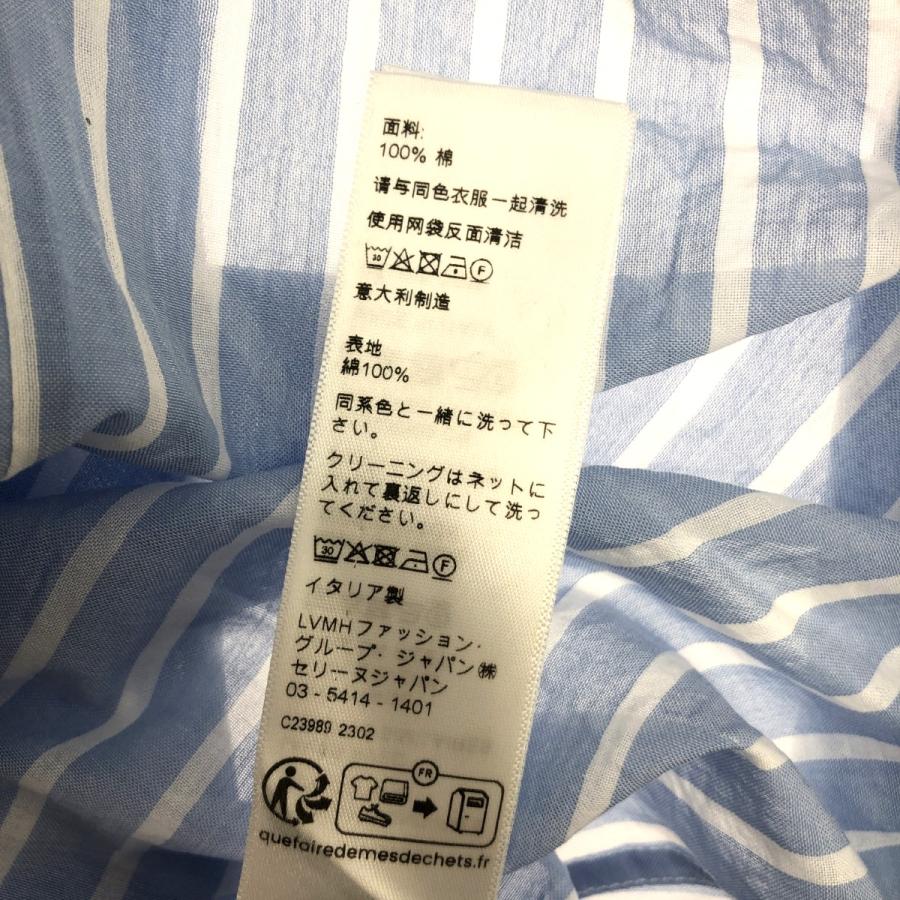 面料:
100% 棉
请与同色衣服一起清洗
使用网袋反面清洁
30 F
意大利制造
表地
綿100%
同系色と一緒に洗って下
さい。
クリーニングはネットに
入れて裏返しにして洗っ
てください。
30 F
イタリア製
LVMHファッション・
グループ・ジャパン㈱
セリーヌジャパン
03 - 5414 - 1401
C23989 2302
FR
quefairedemesdechets.fr